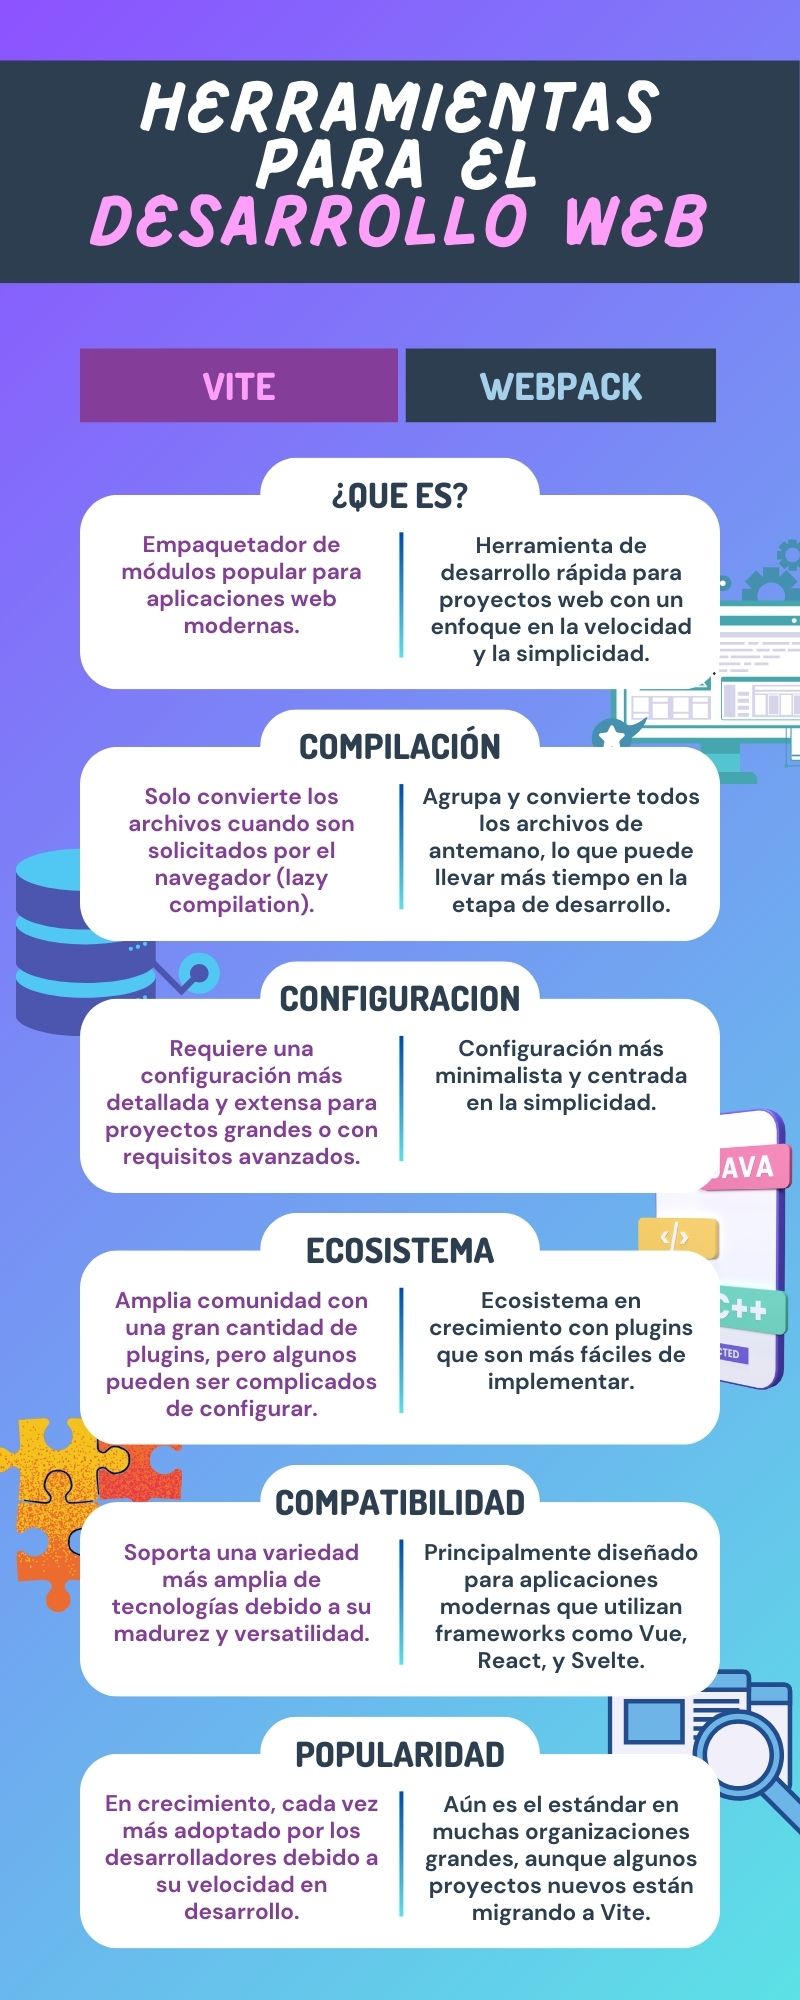 HERRAMIENTAS
PARA EL
DESARROLLO WEB
VITE
WEBPACK
¿QUE ES?
Empaquetador de
módulos popular para
aplicaciones web
modernas.
Herramienta de
desarrollo rápida para
proyectos web con un
enfoque en la velocidad
y la simplicidad.
COMPILACIÓN
Solo convierte los
archivos cuando son
solicitados por el
navegador (lazy
compilation).
Agrupa y convierte todos
los archivos de
antemano, lo que puede
llevar más tiempo en la
etapa de desarrollo.
CONFIGURACION
Requiere una
configuración más
detallada y extensa para
proyectos grandes o con
requisitos avanzados.
Configuración más
minimalista y centrada
en la simplicidad.
JAVA
</>
ECOSISTEMA
Amplia comunidad con
una gran cantidad de
plugins, pero algunos
pueden ser complicados
de configurar.
Ecosistema en
crecimiento con plugins
que son más fáciles de
implementar.
C++
CTED
COMPATIBILIDAD
Soporta una variedad
más amplia de
tecnologías debido a su
madurez y versatilidad.
Principalmente diseñado
para aplicaciones
modernas que utilizan
frameworks como Vue,
React, y Svelte.
POPULARIDAD
En crecimiento, cada vez
más adoptado por los
desarrolladores debido a
su velocidad en
desarrollo.
Aún es el estándar en
muchas organizaciones
grandes, aunque algunos
proyectos nuevos están
migrando a Vite.